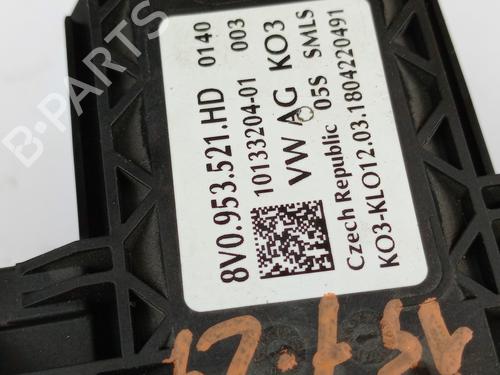 8V0.953.521.HD 0140
10133204-01 003
VW AG KO3
05S SMLS
Czech Republic
KO3-KLO12.03.1804220491
B-PARTS